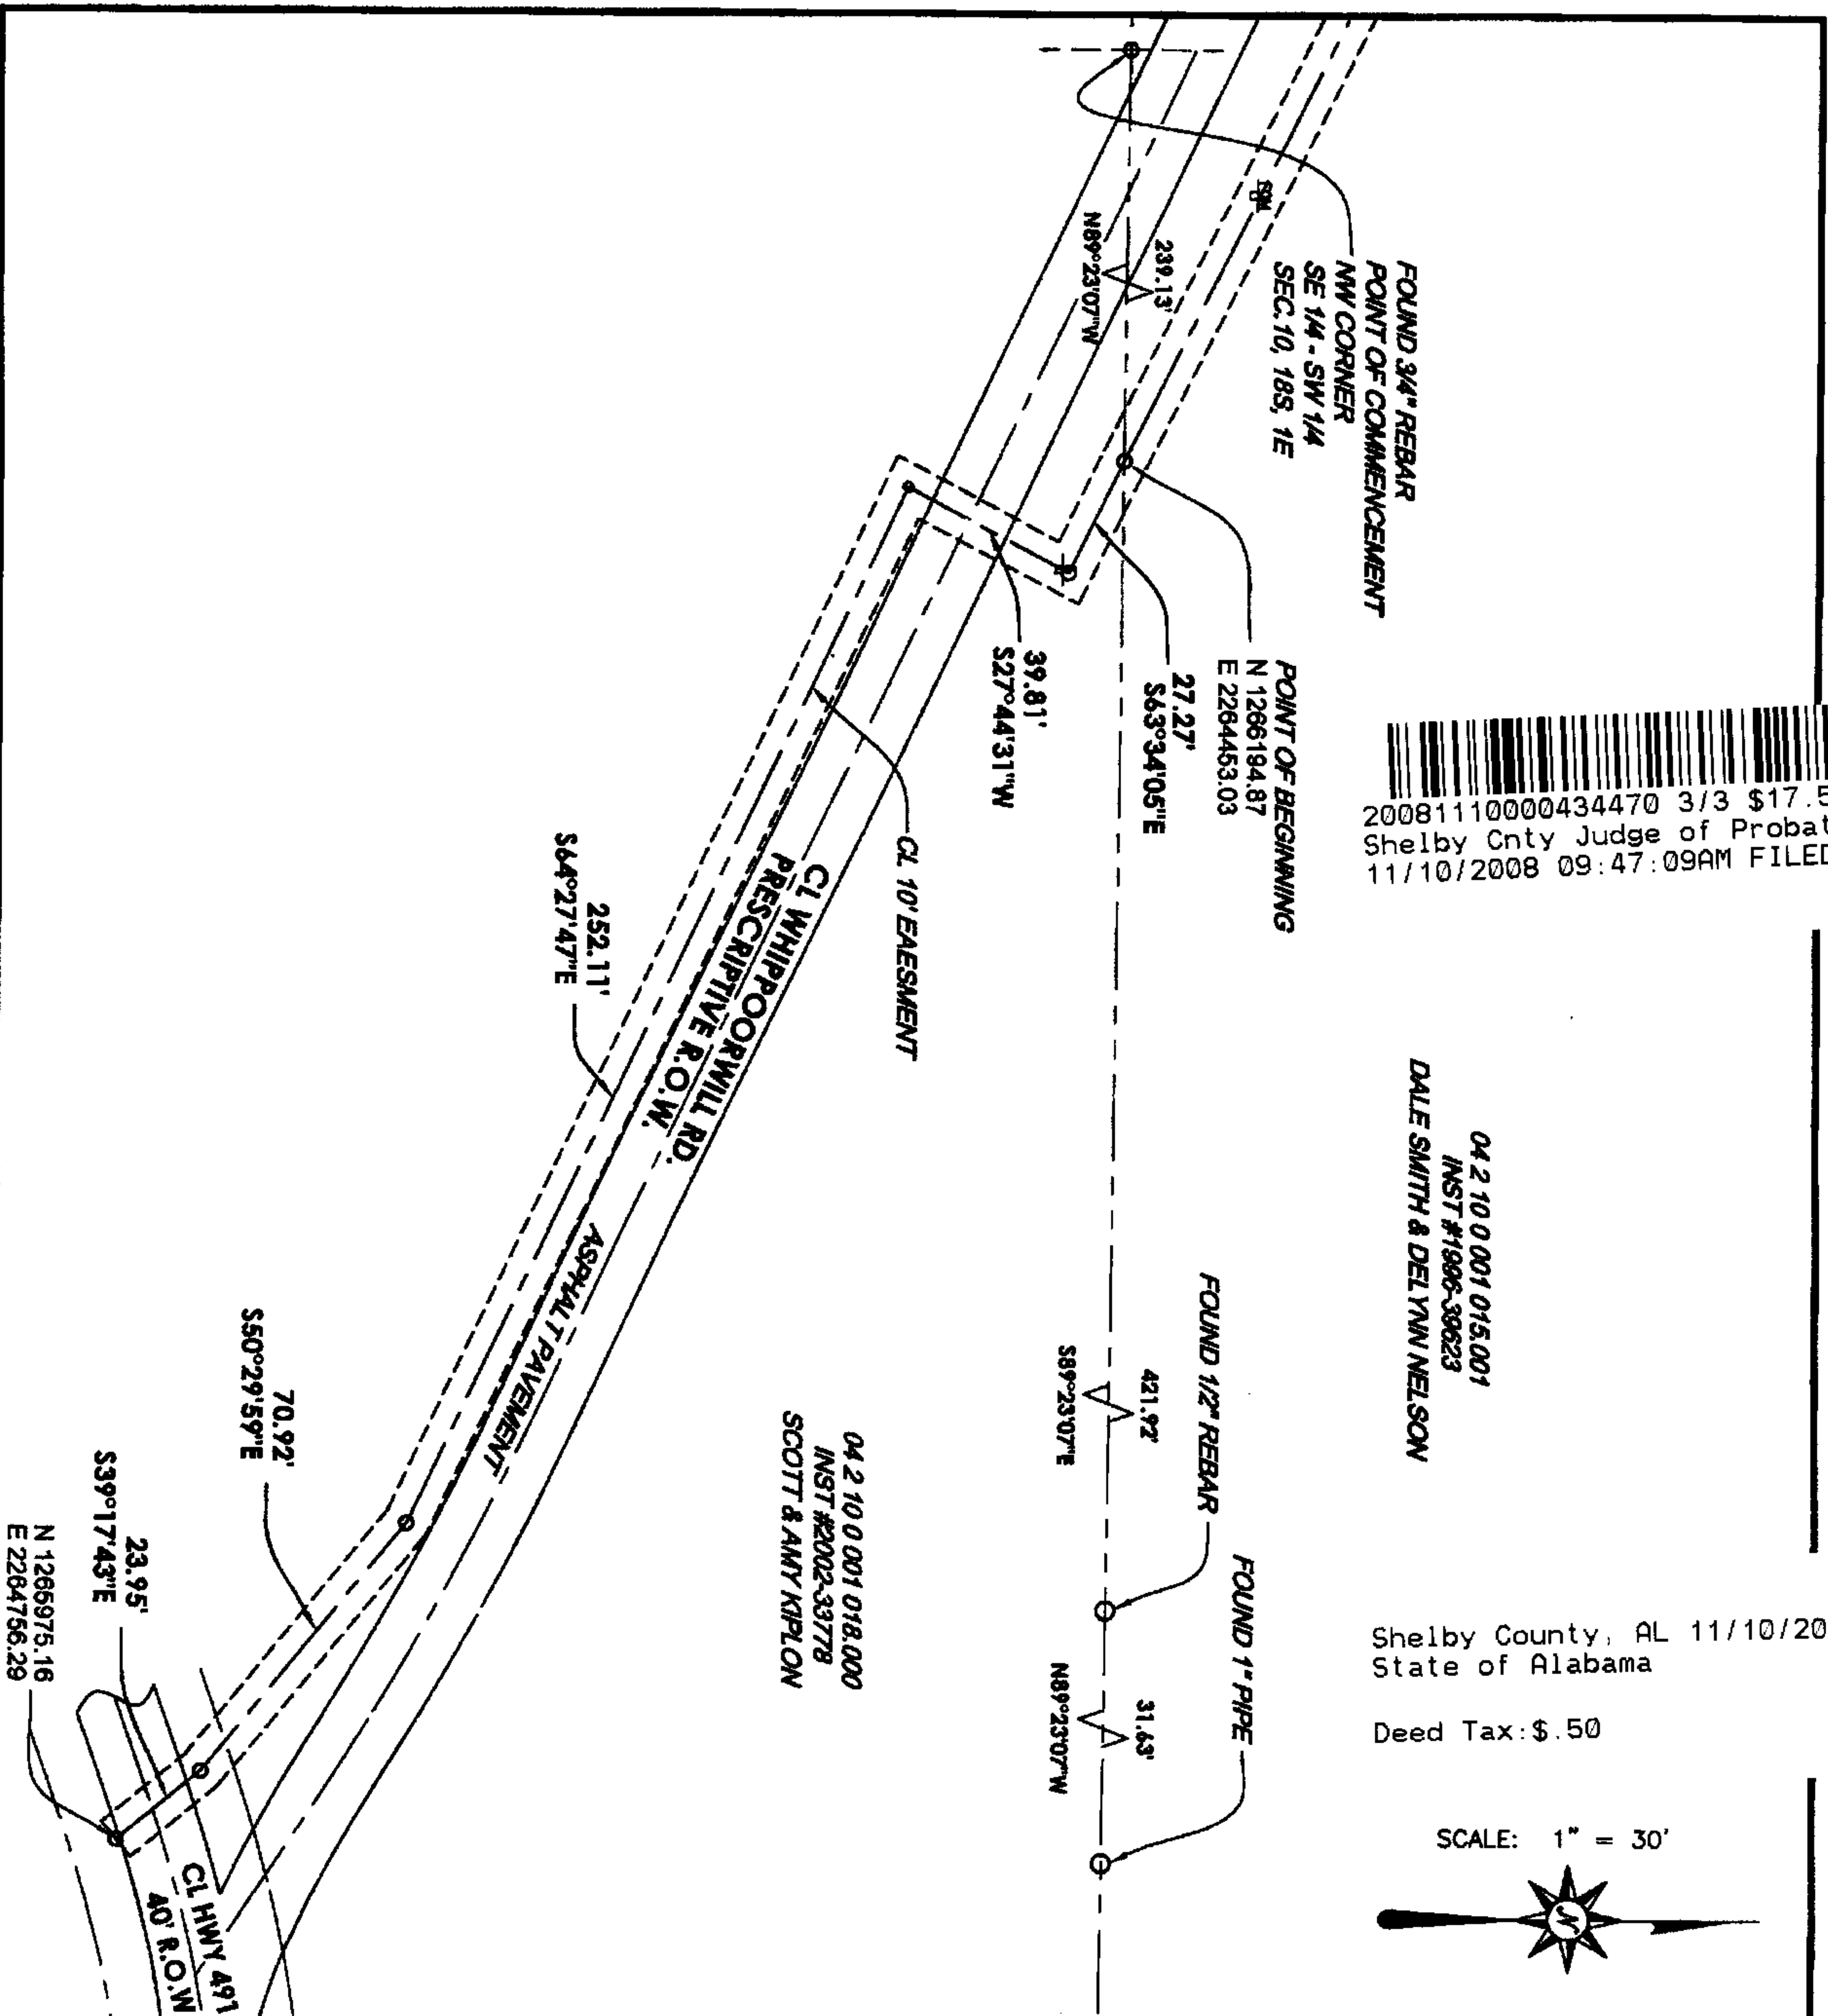 FOUND 3/4" REBAR
POINT OF COMMENCEMENT
NW CORNER
SE 1/4 - SW 1/4
SEC. 10, 18S, 1E
239.13'
N89°23'07"W
POINT OF BEGINNING
N 1266194.87
E 2264453.03
27.27'
S63°34'05"E
39.81'
S27°44'31"W
CL 10' EAESMENT
CL WHIPPOORWILL RD.
PRESCRIPTIVE R.O.W.
252.11'
S64°27'47"E
ASPHALT PAVEMENT
20081110000434470 3/3 $17.5
Shelby Cnty Judge of Probat
11/10/2008 09:47:09AM FILED
04 2 10 0 001 015.001
INST #1996-39623
DALE SMITH & DELYNN NELSON
FOUND 1/2" REBAR
421.92'
S89°23'07"E
FOUND 1" PIPE
31.63'
N89°23'07"W
04 2 10 0 001 018.000
INST #2002-33778
SCOTT & AMY KIPLON
70.92'
S50°29'59"E
23.95'
S39°17'43"E
N 1265975.16
E 2264756.29
CL HWY 491
40' R.O.W
Shelby County, AL 11/10/20
State of Alabama
Deed Tax:$.50
SCALE: 1" = 30'
N